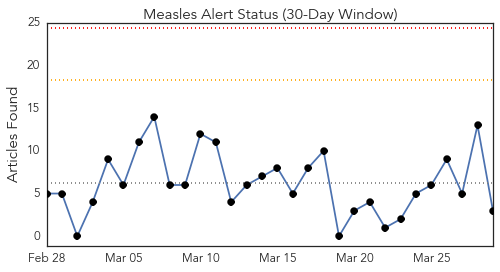 Measles Alert Status (30-Day Window)
25
20
15
10
5
0
Articles Found
Feb 28
Mar 05
Mar 10
Mar 15
Mar 20
Mar 25